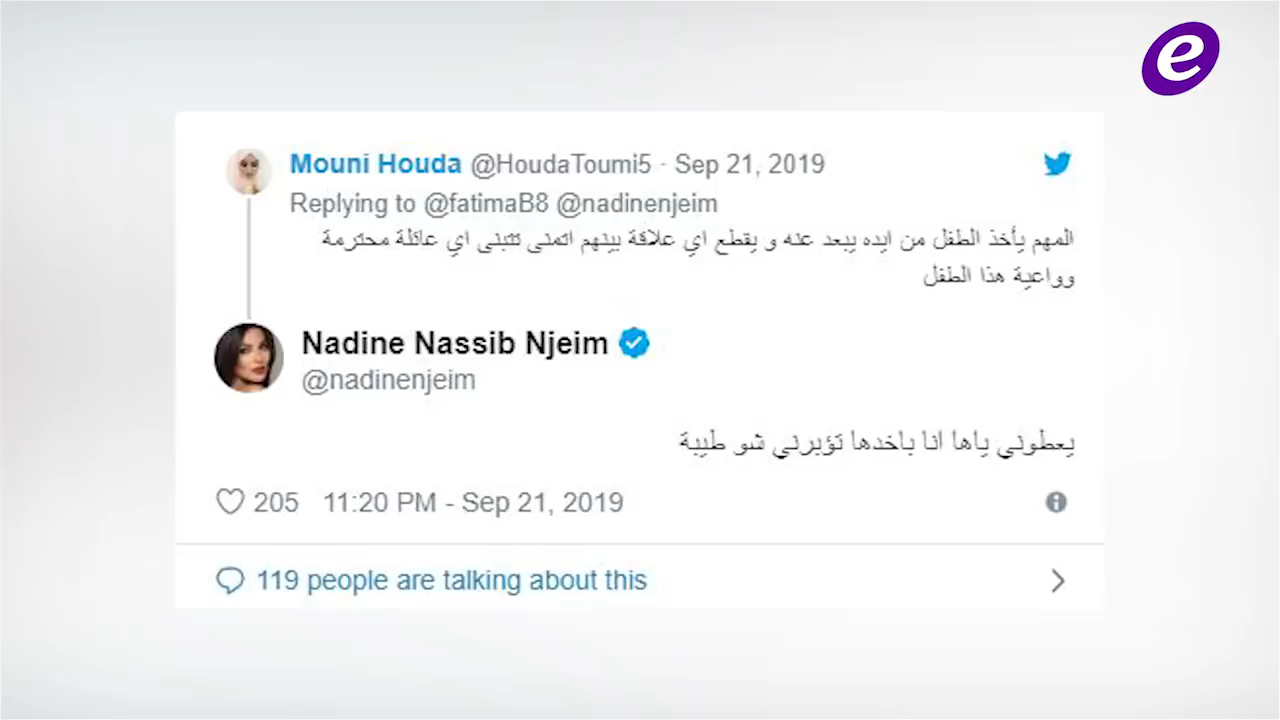 e
Mouni Houda @HoudaToumi5 · Sep 21, 2019
Replying to @fatimaB8 @nadinenjeim
المهم يأخذ الطفل من ايده يبعد عنه و يقطع اي علاقة بينهم اتمنى تتبنى اي عائلة محترمة
وواعية هذا الطفل
Nadine Nassib Njeim
@nadinenjeim
يعطوني ياها انا باخدها تؤبرني شو طيبة
205 11:20 PM - Sep 21, 2019
119 people are talking about this